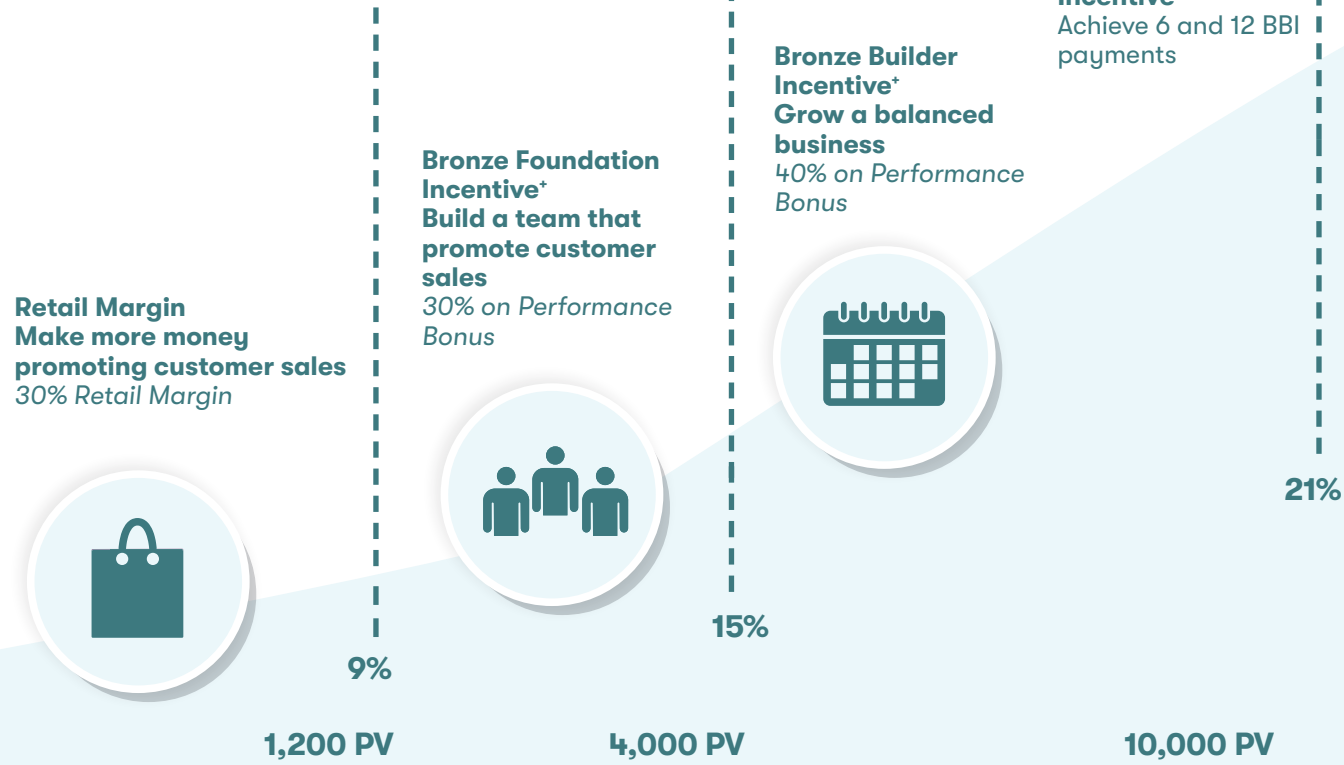 Retail Margin
Make more money
promoting customer sales
30% Retail Margin
Bronze Foundation
Incentive+
Build a team that
promote customer
sales
30% on Performance
Bonus
Bronze Builder
Incentive+
Grow a balanced
business
40% on Performance
Bonus
Incentive
Achieve 6 and 12 BBI
payments
9%
15%
21%
1,200 PV
4,000 PV
10,000 PV